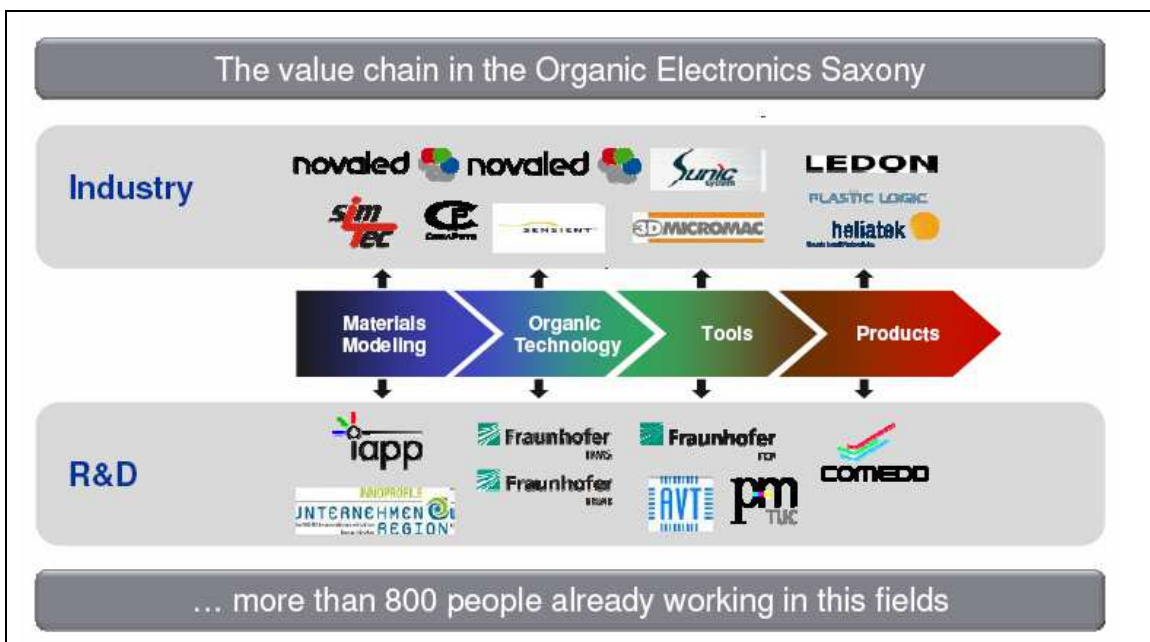 The value chain in the Organic Electronics Saxony
Industry
novaled
novaled
Sunic
system
LEDON
PLASTIC LOGIC
sim
Tec
SENSIENT
3D MICROMAC
heliatek
Materials
Modeling
Organic
Technology
Tools
Products
R&D
iapp
Fraunhofer
Fraunhofer
Fraunhofer
COMEDD
INNOPROFILE
UNTERNEHMEN
REGION
AVT
pm
TUC
… more than 800 people already working in this fields